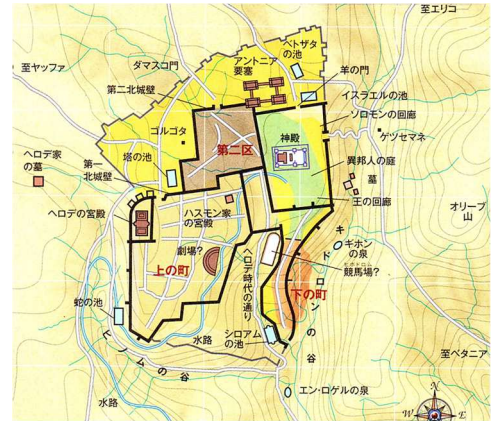 至エリコ
ベトザタ
の池
アントニア
要塞
ダマスコ門
至ヤッファ
羊の門
第二北城壁
イスラエルの池
ソロモンの回廊
ゴルゴタ
神殿
ゲツセマネ
第二区
ヘロデ家
の墓
第一
北城壁
塔の池
異邦人の庭
墓
王の回廊
ヘロデの宮殿
ハスモン家
の宮殿
オリーブ
山
劇場?
上の町
ヘロデ時代の通り
キドロンの谷
ギホン
の泉
競馬場?
下の町
蛇の池
シロアム
の池
水路
ヒンノムの谷
至ベタニア
エン・ロゲルの泉
水路
N
W
E